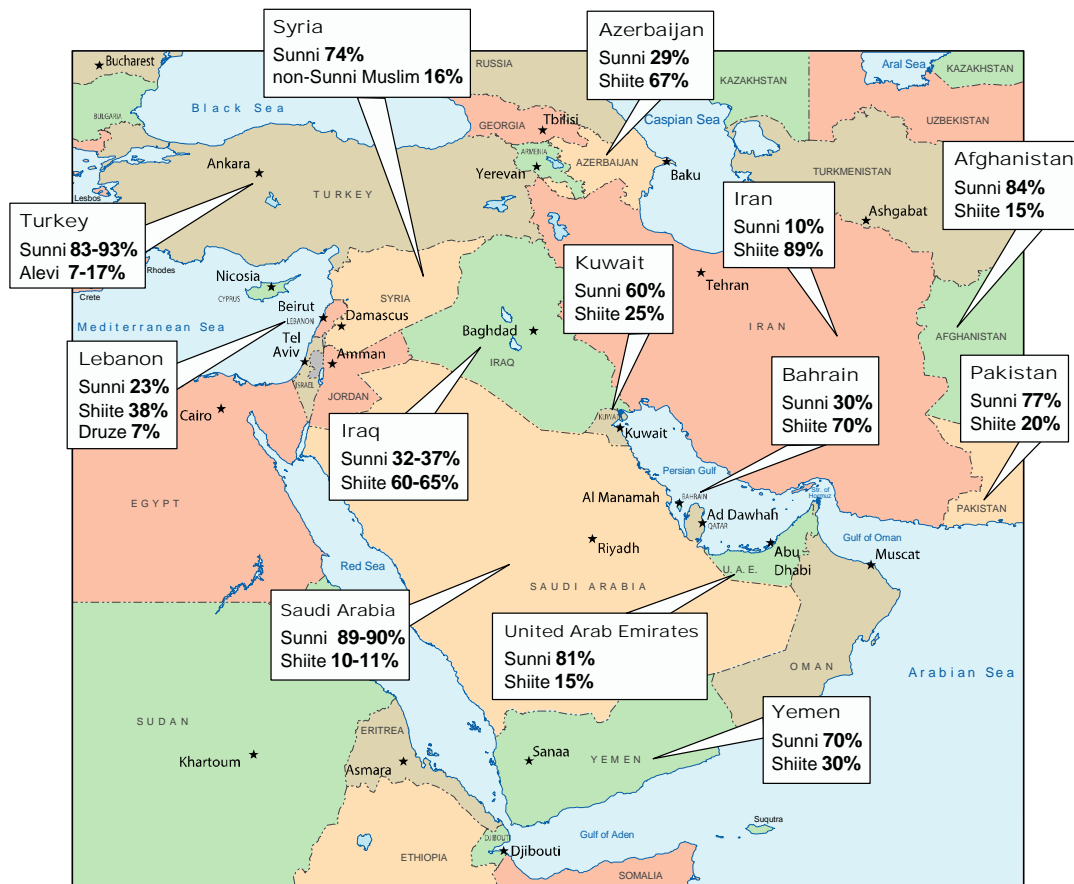 Syria
Sunni 74%
non-Sunni Muslim 16%
Azerbaijan
Sunni 29%
Shiite 67%
Afghanistan
Sunni 84%
Shiite 15%
Iran
Sunni 10%
Shiite 89%
Turkey
Sunni 83-93%
Alevi 7-17%
Kuwait
Sunni 60%
Shiite 25%
Lebanon
Sunni 23%
Shiite 38%
Druze 7%
Bahrain
Sunni 30%
Shiite 70%
Pakistan
Sunni 77%
Shiite 20%
Iraq
Sunni 32-37%
Shiite 60-65%
Saudi Arabia
Sunni 89-90%
Shiite 10-11%
United Arab Emirates
Sunni 81%
Shiite 15%
Yemen
Sunni 70%
Shiite 30%
Bucharest
RUSSIA
Aral Sea
KAZAKHSTAN
KAZAKHSTAN
Black Sea
BULGARIA
GEORGIA
Tbilisi
Caspian Sea
UZBEKISTAN
ARMENIA
Yerevan
AZERBAIJAN
Baku
TURKMENISTAN
Ashgabat
Ankara
TURKEY
Lesbos
Rhodes
Crete
Nicosia
CYPRUS
Tehran
SYRIA
Beirut
LEBANON
Damascus
Mediterranean Sea
Tel
Aviv
Amman
ISRAEL
JORDAN
Baghdad
IRAQ
IRAN
AFGHANISTAN
Cairo
KUWAIT
Kuwait
Persian Gulf
EGYPT
Al Manamah
BAHRAIN
Ad Dawhah
QATAR
Str. of
Hormuz
PAKISTAN
Riyadh
Abu
Dhabi
U.A.E.
Gulf of Oman
Muscat
Red Sea
SAUDI ARABIA
OMAN
Arabian Sea
SUDAN
ERITREA
Khartoum
Asmara
Sanaa
YEMEN
Suqutra
DJIBOUTI
Djibouti
Gulf of Aden
ETHIOPIA
SOMALIA